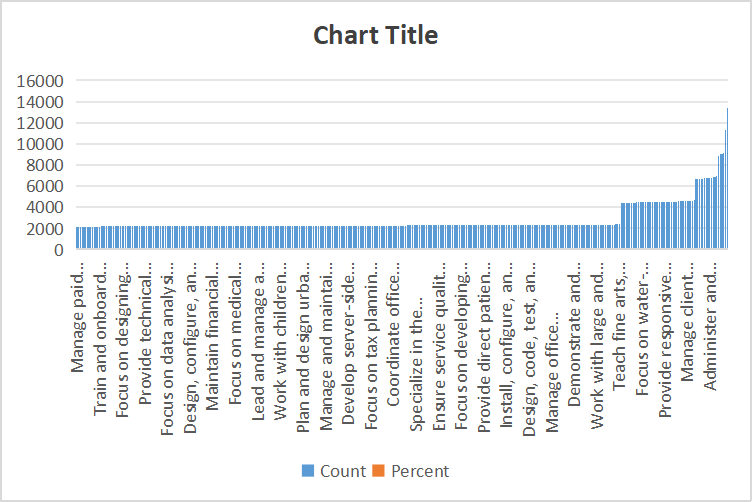 Chart Title
16000
14000
12000
10000
8000
6000
4000
2000
0
Manage paid...
Train and onboard...
Focus on designing...
Provide technical...
Focus on data analysi...
Design, configure, an...
Maintain financial...
Focus on medical...
Lead and manage a...
Work with children...
Plan and design urba...
Manage and maintai...
Develop server-side...
Focus on tax plannin...
Coordinate office...
Specialize in the...
Ensure service qualit...
Focus on developing...
Provide direct patien...
Install, configure, an...
Design, code, test, an...
Manage office...
Demonstrate and...
Work with large and...
Teach fine arts,...
Focus on water-...
Provide responsive...
Manage client...
Administer and...
Count
Percent